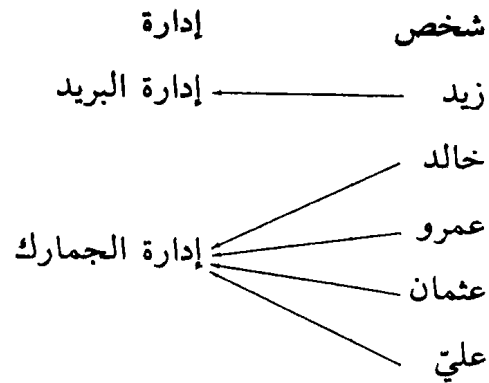 شخص إدارة
زيد إدارة البريد
خالد
عمرو
إدارة الجمارك
عثمان
عليّ